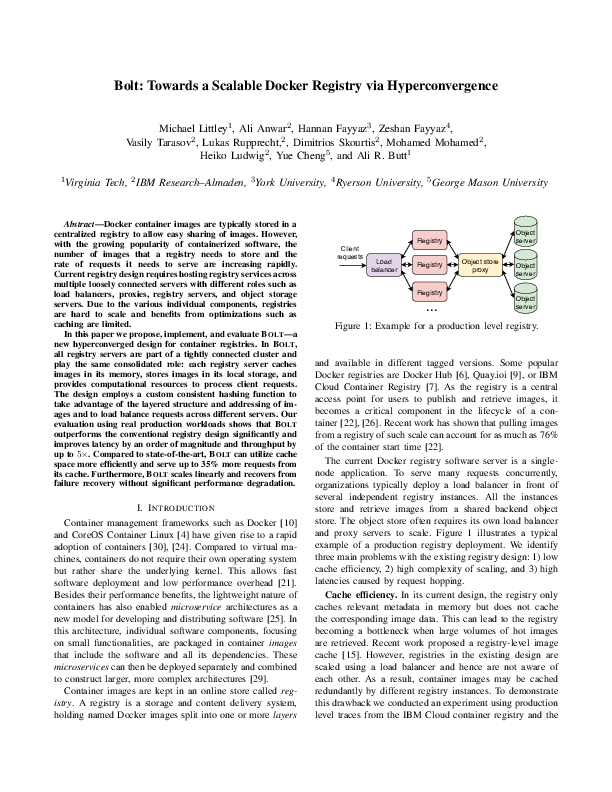 Bolt: Towards a Scalable Docker Registry via Hyperconvergence
Michael Littley1, Ali Anwar2, Hannan Fayyaz3, Zeshan Fayyaz4,
Vasily Tarasov2, Lukas Rupprecht,2, Dimitrios Skourtis2, Mohamed Mohamed2,
Heiko Ludwig2, Yue Cheng5, and Ali R. Butt1
1Virginia Tech, 2IBM Research–Almaden, 3York University, 4Ryerson University, 5George Mason University
Abstract—Docker container images are typically stored in a
centralized registry to allow easy sharing of images. However,
with the growing popularity of containerized software, the
number of images that a registry needs to store and the
rate of requests it needs to serve are increasing rapidly.
Current registry design requires hosting registry services across
multiple loosely connected servers with different roles such as
load balancers, proxies, registry servers, and object storage
servers. Due to the various individual components, registries
are hard to scale and benefits from optimizations such as
caching are limited.
In this paper we propose, implement, and evaluate BOLT—a
new hyperconverged design for container registries. In BOLT,
all registry servers are part of a tightly connected cluster and
play the same consolidated role: each registry server caches
images in its memory, stores images in its local storage, and
provides computational resources to process client requests.
The design employs a custom consistent hashing function to
take advantage of the layered structure and addressing of im-
ages and to load balance requests across different servers. Our
evaluation using real production workloads shows that BOLT
outperforms the conventional registry design significantly and
improves latency by an order of magnitude and throughput by
up to 5×. Compared to state-of-the-art, BOLT can utilize cache
space more efficiently and serve up to 35% more requests from
its cache. Furthermore, BOLT scales linearly and recovers from
failure recovery without significant performance degradation.
I. INTRODUCTION
Container management frameworks such as Docker [10]
and CoreOS Container Linux [4] have given rise to a rapid
adoption of containers [30], [24]. Compared to virtual ma-
chines, containers do not require their own operating system
but rather share the underlying kernel. This allows fast
software deployment and low performance overhead [21].
Besides their performance benefits, the lightweight nature of
containers has also enabled microservice architectures as a
new model for developing and distributing software [25]. In
this architecture, individual software components, focusing
on small functionalities, are packaged in container images
that include the software and all its dependencies. These
microservices can then be deployed separately and combined
to construct larger, more complex architectures [29].
Container images are kept in an online store called reg-
istry. A registry is a storage and content delivery system,
holding named Docker images split into one or more layers
Client
requests
Load
balancer
Registry
Registry
Registry
...
Object store
proxy
Object
server
Object
server
Object
server
Figure 1: Example for a production level registry.
and available in different tagged versions. Some popular
Docker registries are Docker Hub [6], Quay.io [9], or IBM
Cloud Container Registry [7]. As the registry is a central
access point for users to publish and retrieve images, it
becomes a critical component in the lifecycle of a con-
tainer [22], [26]. Recent work has shown that pulling images
from a registry of such scale can account for as much as 76%
of the container start time [22].
The current Docker registry software server is a single-
node application. To serve many requests concurrently,
organizations typically deploy a load balancer in front of
several independent registry instances. All the instances
store and retrieve images from a shared backend object
store. The object store often requires its own load balancer
and proxy servers to scale. Figure 1 illustrates a typical
example of a production registry deployment. We identify
three main problems with the existing registry design: 1) low
cache efficiency, 2) high complexity of scaling, and 3) high
latencies caused by request hopping.
Cache efficiency. In its current design, the registry only
caches relevant metadata in memory but does not cache
the corresponding image data. This can lead to the registry
becoming a bottleneck when large volumes of hot images
are retrieved. Recent work proposed a registry-level image
cache [15]. However, registries in the existing design are
scaled using a load balancer and hence are not aware of
each other. As a result, container images may be cached
redundantly by different registry instances. To demonstrate
this drawback we conducted an experiment using production
level traces from the IBM Cloud container registry and the